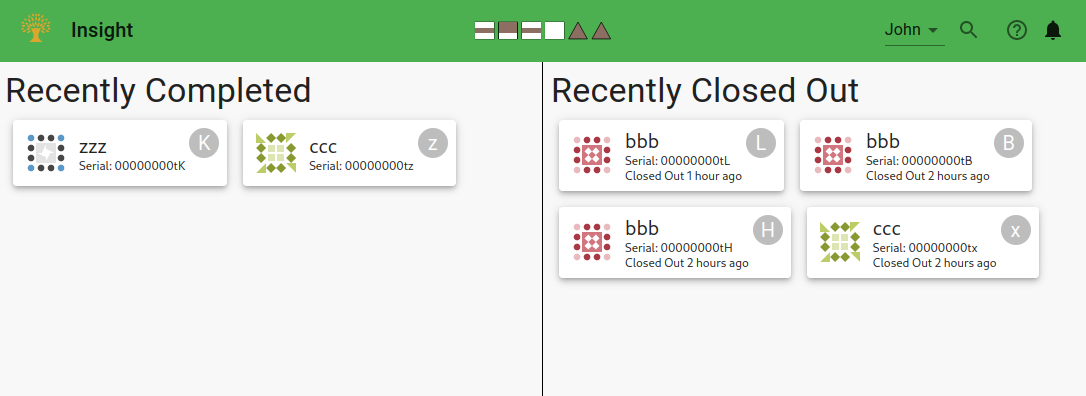 Insight
John
Recently Completed
zzz
K
Serial: 00000000tK
ccc
z
Serial: 00000000tz
Recently Closed Out
bbb
L
Serial: 00000000tL
Closed Out 1 hour ago
bbb
B
Serial: 00000000tB
Closed Out 2 hours ago
bbb
H
Serial: 00000000tH
Closed Out 2 hours ago
ccc
x
Serial: 00000000tx
Closed Out 2 hours ago